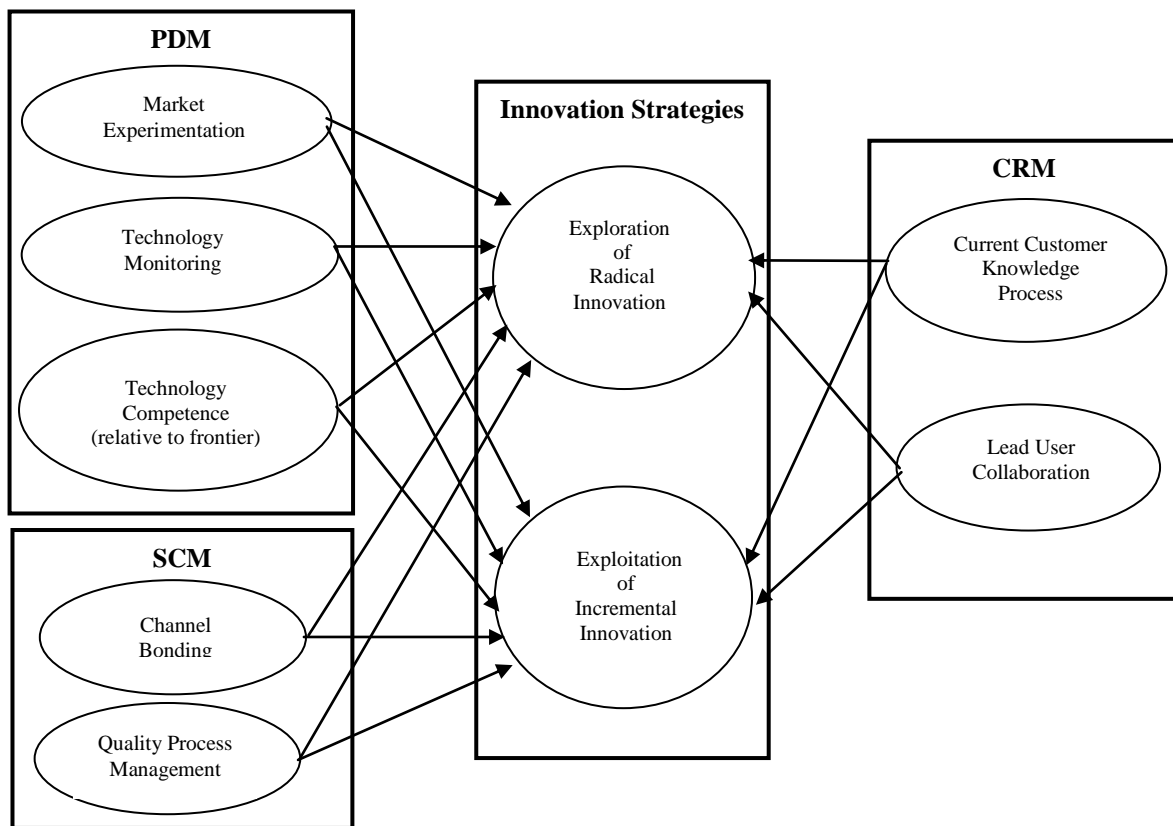 PDM
Market
Experimentation
Technology
Monitoring
Technology
Competence
(relative to frontier)
SCM
Channel
Bonding
Quality Process
Management
Innovation Strategies
Exploration
of
Radical
Innovation
Exploitation
of
Incremental
Innovation
CRM
Current Customer
Knowledge
Process
Lead User
Collaboration